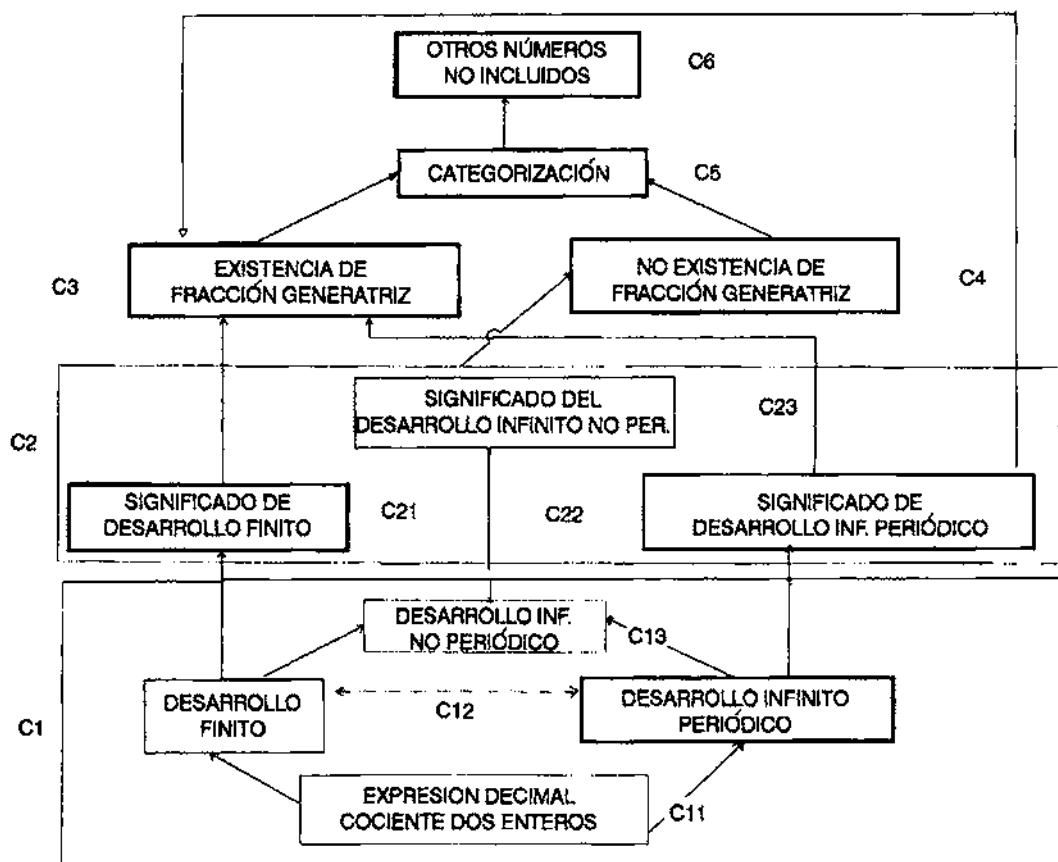 OTROS NÚMEROS
NO INCLUIDOS
C6
CATEGORIZACIÓN
C5
C3
EXISTENCIA DE
FRACCIÓN GENERATRIZ
NO EXISTENCIA DE
FRACCIÓN GENERATRIZ
C4
SIGNIFICADO DEL
DESARROLLO INFINITO NO PER.
C23
C2
SIGNIFICADO DE
DESARROLLO FINITO
C21
C22
SIGNIFICADO DE
DESARROLLO INF. PERIÓDICO
DESARROLLO INF.
NO PERIÓDICO
C13
C1
DESARROLLO
FINITO
C12
DESARROLLO INFINITO
PERIÓDICO
EXPRESION DECIMAL
COCIENTE DOS ENTEROS
C11